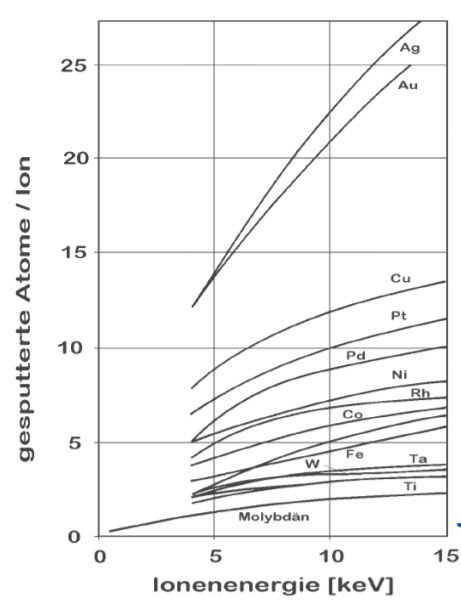 gesputterte Atome / Ion
25
20
15
10
5
0
Ag
Au
Cu
Pt
Pd
Ni
Rh
Co
Fe
W
Ta
Ti
Molybdän
0
5
10
15
Ionenenergie [keV]